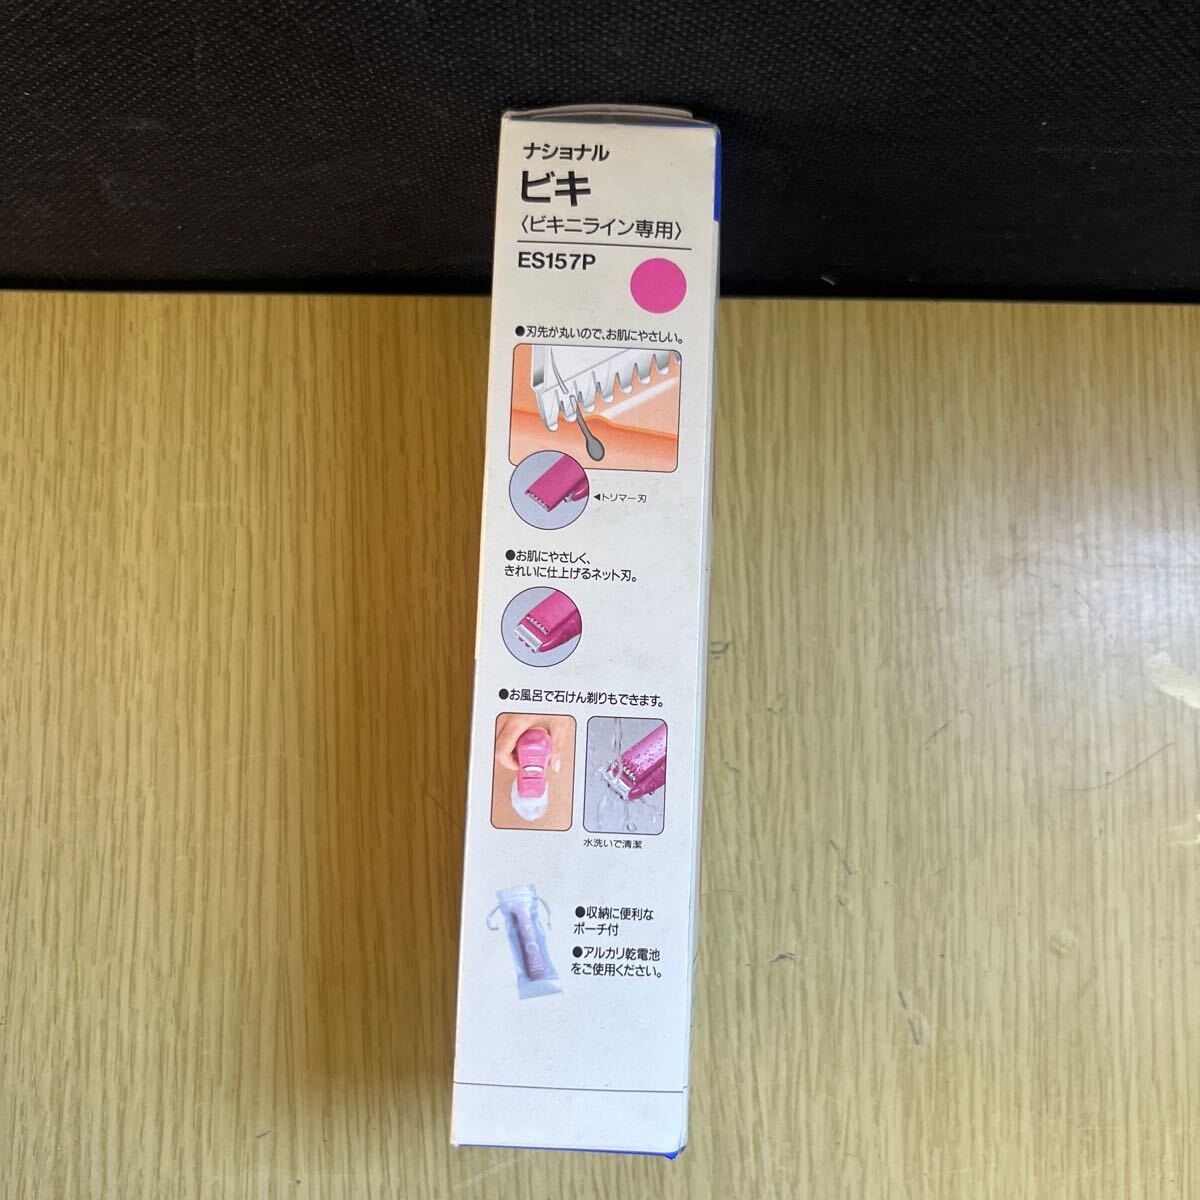 ナショナル
ビキ
〈ビキニライン専用〉
ES157P
●刃先が丸いので、お肌にやさしい。
◀トリマー刃
●お肌にやさしく、
きれいに仕上げるネット刃。
●お風呂で石けん剃りもできます。
水洗いで清潔
●収納に便利な
ポーチ付
●アルカリ乾電池
をご使用ください。